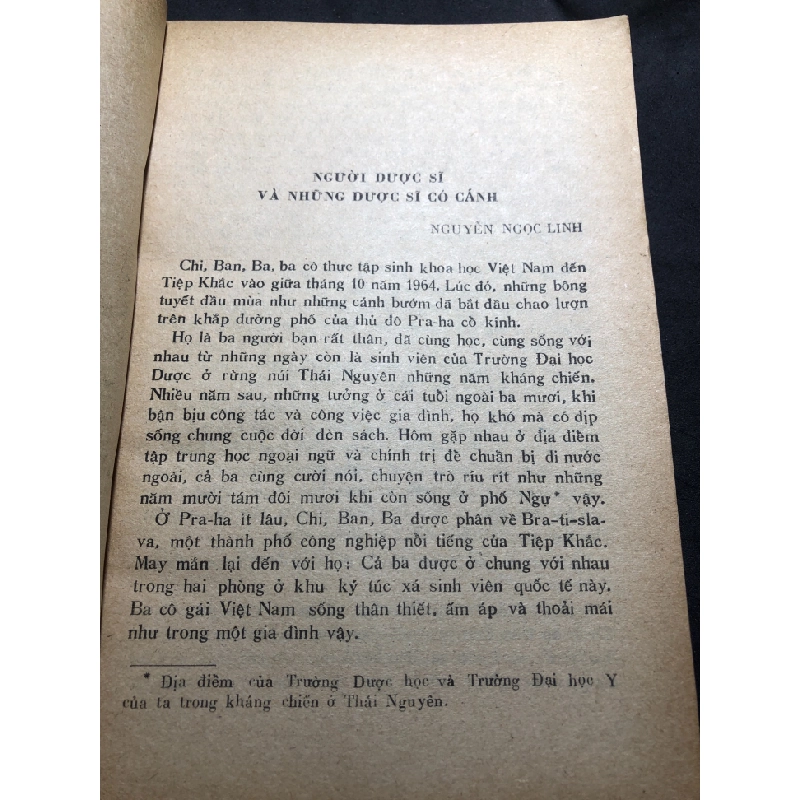 NGƯỜI DƯỢC SĨ
VÀ NHỮNG DƯỢC SĨ CÓ CÁNH
NGUYỄN NGỌC LINH
Chi, Ban, Ba, ba cô thực tập sinh khoa học Việt Nam đến
Tiệp Khắc vào giữa tháng 10 năm 1964. Lúc đó, những bông
tuyết đầu mùa như những cánh bướm đã bắt đầu chao lượn
trên khắp đường phố của thủ đô Pra-ha cổ kính.
Họ là ba người bạn rất thân, đã cùng học, cùng sống với
nhau từ những ngày còn là sinh viên của Trường Đại học
Dược ở rừng núi Thái Nguyên những năm kháng chiến.
Nhiều năm sau, những tưởng ở cái tuổi ngoài ba mươi, khi
bận bịu công tác và công việc gia đình, họ khó mà có dịp
sống chung cuộc đời đèn sách. Hôm gặp nhau ở địa điểm
tập trung học ngoại ngữ và chính trị để chuẩn bị đi nước
ngoài, cả ba cùng cười nói, chuyện trò ríu rít như những
năm mười tám đôi mươi khi còn sống ở phố Ngự* vậy.
Ở Pra-ha ít lâu, Chi, Ban, Ba được phân về Bra-ti-sla-
va, một thành phố công nghiệp nổi tiếng của Tiệp Khắc.
May mắn lại đến với họ: Cả ba được ở chung với nhau
trong hai phòng ở khu ký túc xá sinh viên quốc tế này.
Ba cô gái Việt Nam sống thân thiết, ấm áp và thoải mái
như trong một gia đình vậy.
* Địa điểm của Trường Dược học và Trường Đại học Y
của ta trong kháng chiến ở Thái Nguyên.